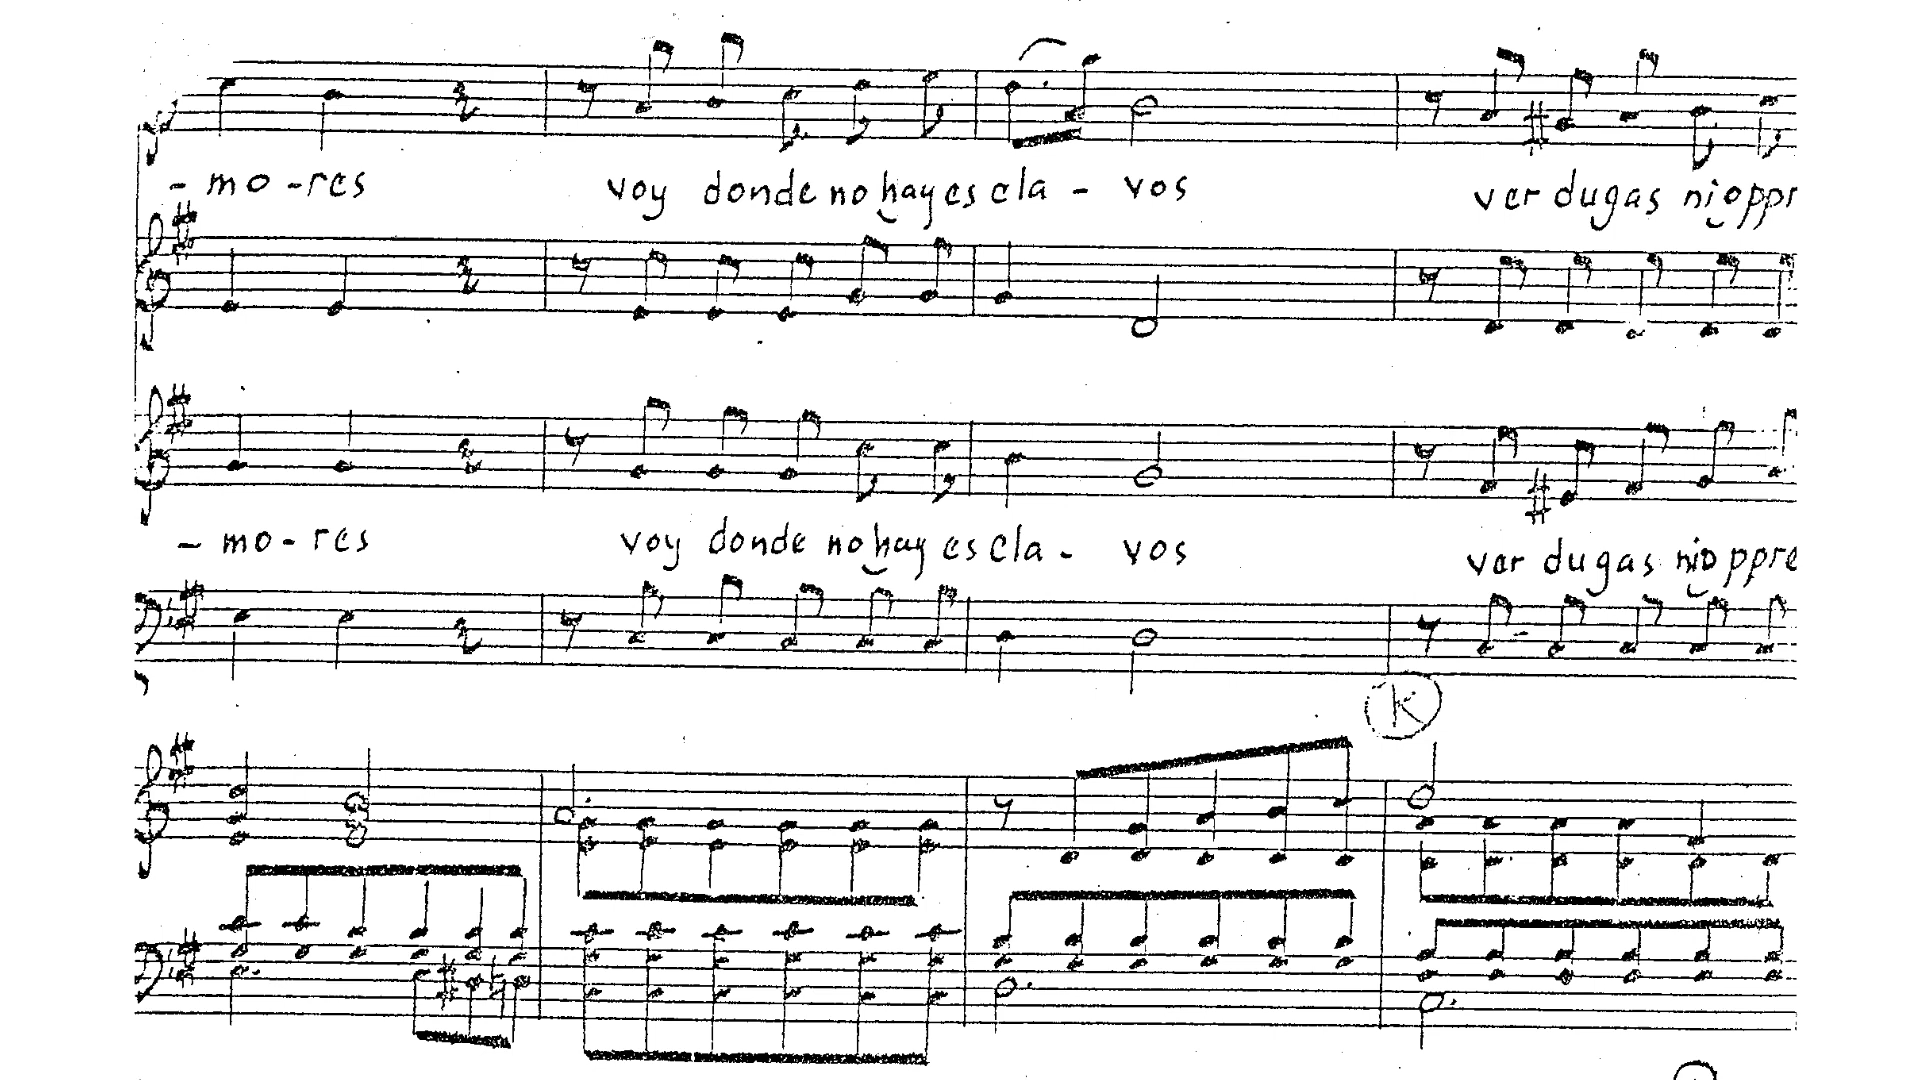 - mo -res voy donde no hay es cla - vos ver dugas ni oppr
- mo - res voy donde no hay es cla - vos ver dugas ni oppre
K